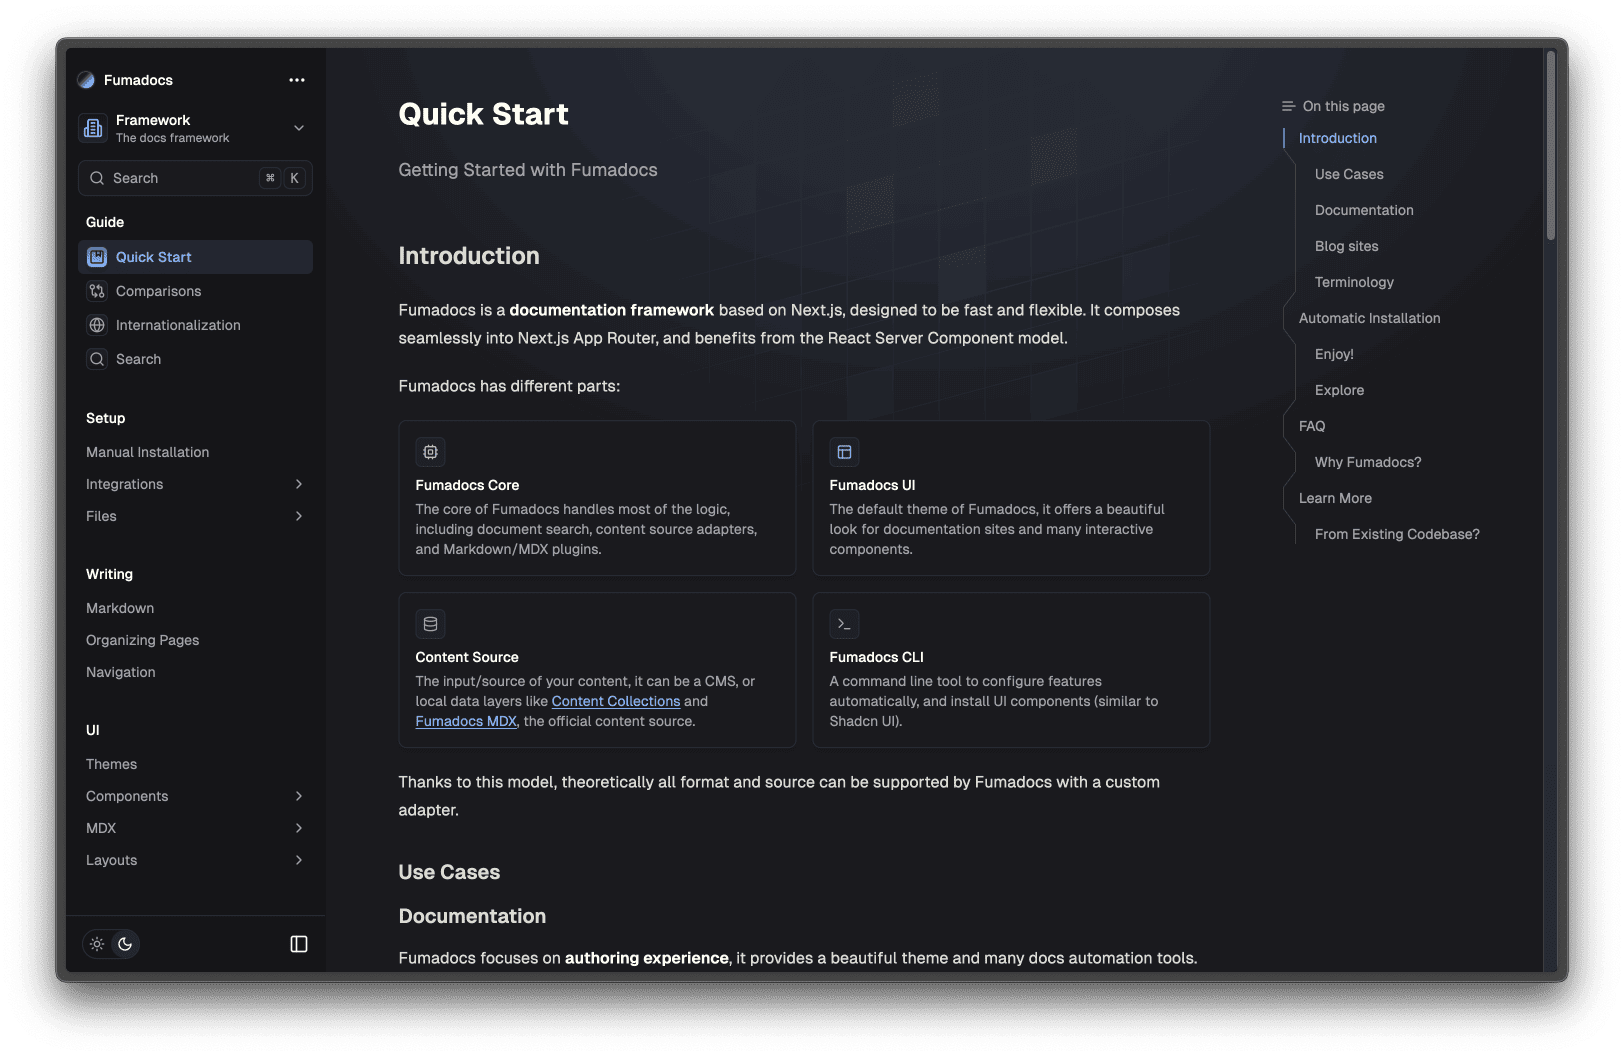 Fumadocs
Framework
The docs framework
Search
⌘ K
Guide
Quick Start
Comparisons
Internationalization
Search
Setup
Manual Installation
Integrations
Files
Writing
Markdown
Organizing Pages
Navigation
UI
Themes
Components
MDX
Layouts
Quick Start
Getting Started with Fumadocs
Introduction
Fumadocs is a documentation framework based on Next.js, designed to be fast and flexible. It composes
seamlessly into Next.js App Router, and benefits from the React Server Component model.
Fumadocs has different parts:
Fumadocs Core
The core of Fumadocs handles most of the logic,
including document search, content source adapters,
and Markdown/MDX plugins.
Fumadocs UI
The default theme of Fumadocs, it offers a beautiful
look for documentation sites and many interactive
components.
Content Source
The input/source of your content, it can be a CMS, or
local data layers like Content Collections and
Fumadocs MDX, the official content source.
Fumadocs CLI
A command line tool to configure features
automatically, and install UI components (similar to
Shadcn UI).
Thanks to this model, theoretically all format and source can be supported by Fumadocs with a custom
adapter.
Use Cases
Documentation
Fumadocs focuses on authoring experience, it provides a beautiful theme and many docs automation tools.
On this page
Introduction
Use Cases
Documentation
Blog sites
Terminology
Automatic Installation
Enjoy!
Explore
FAQ
Why Fumadocs?
Learn More
From Existing Codebase?